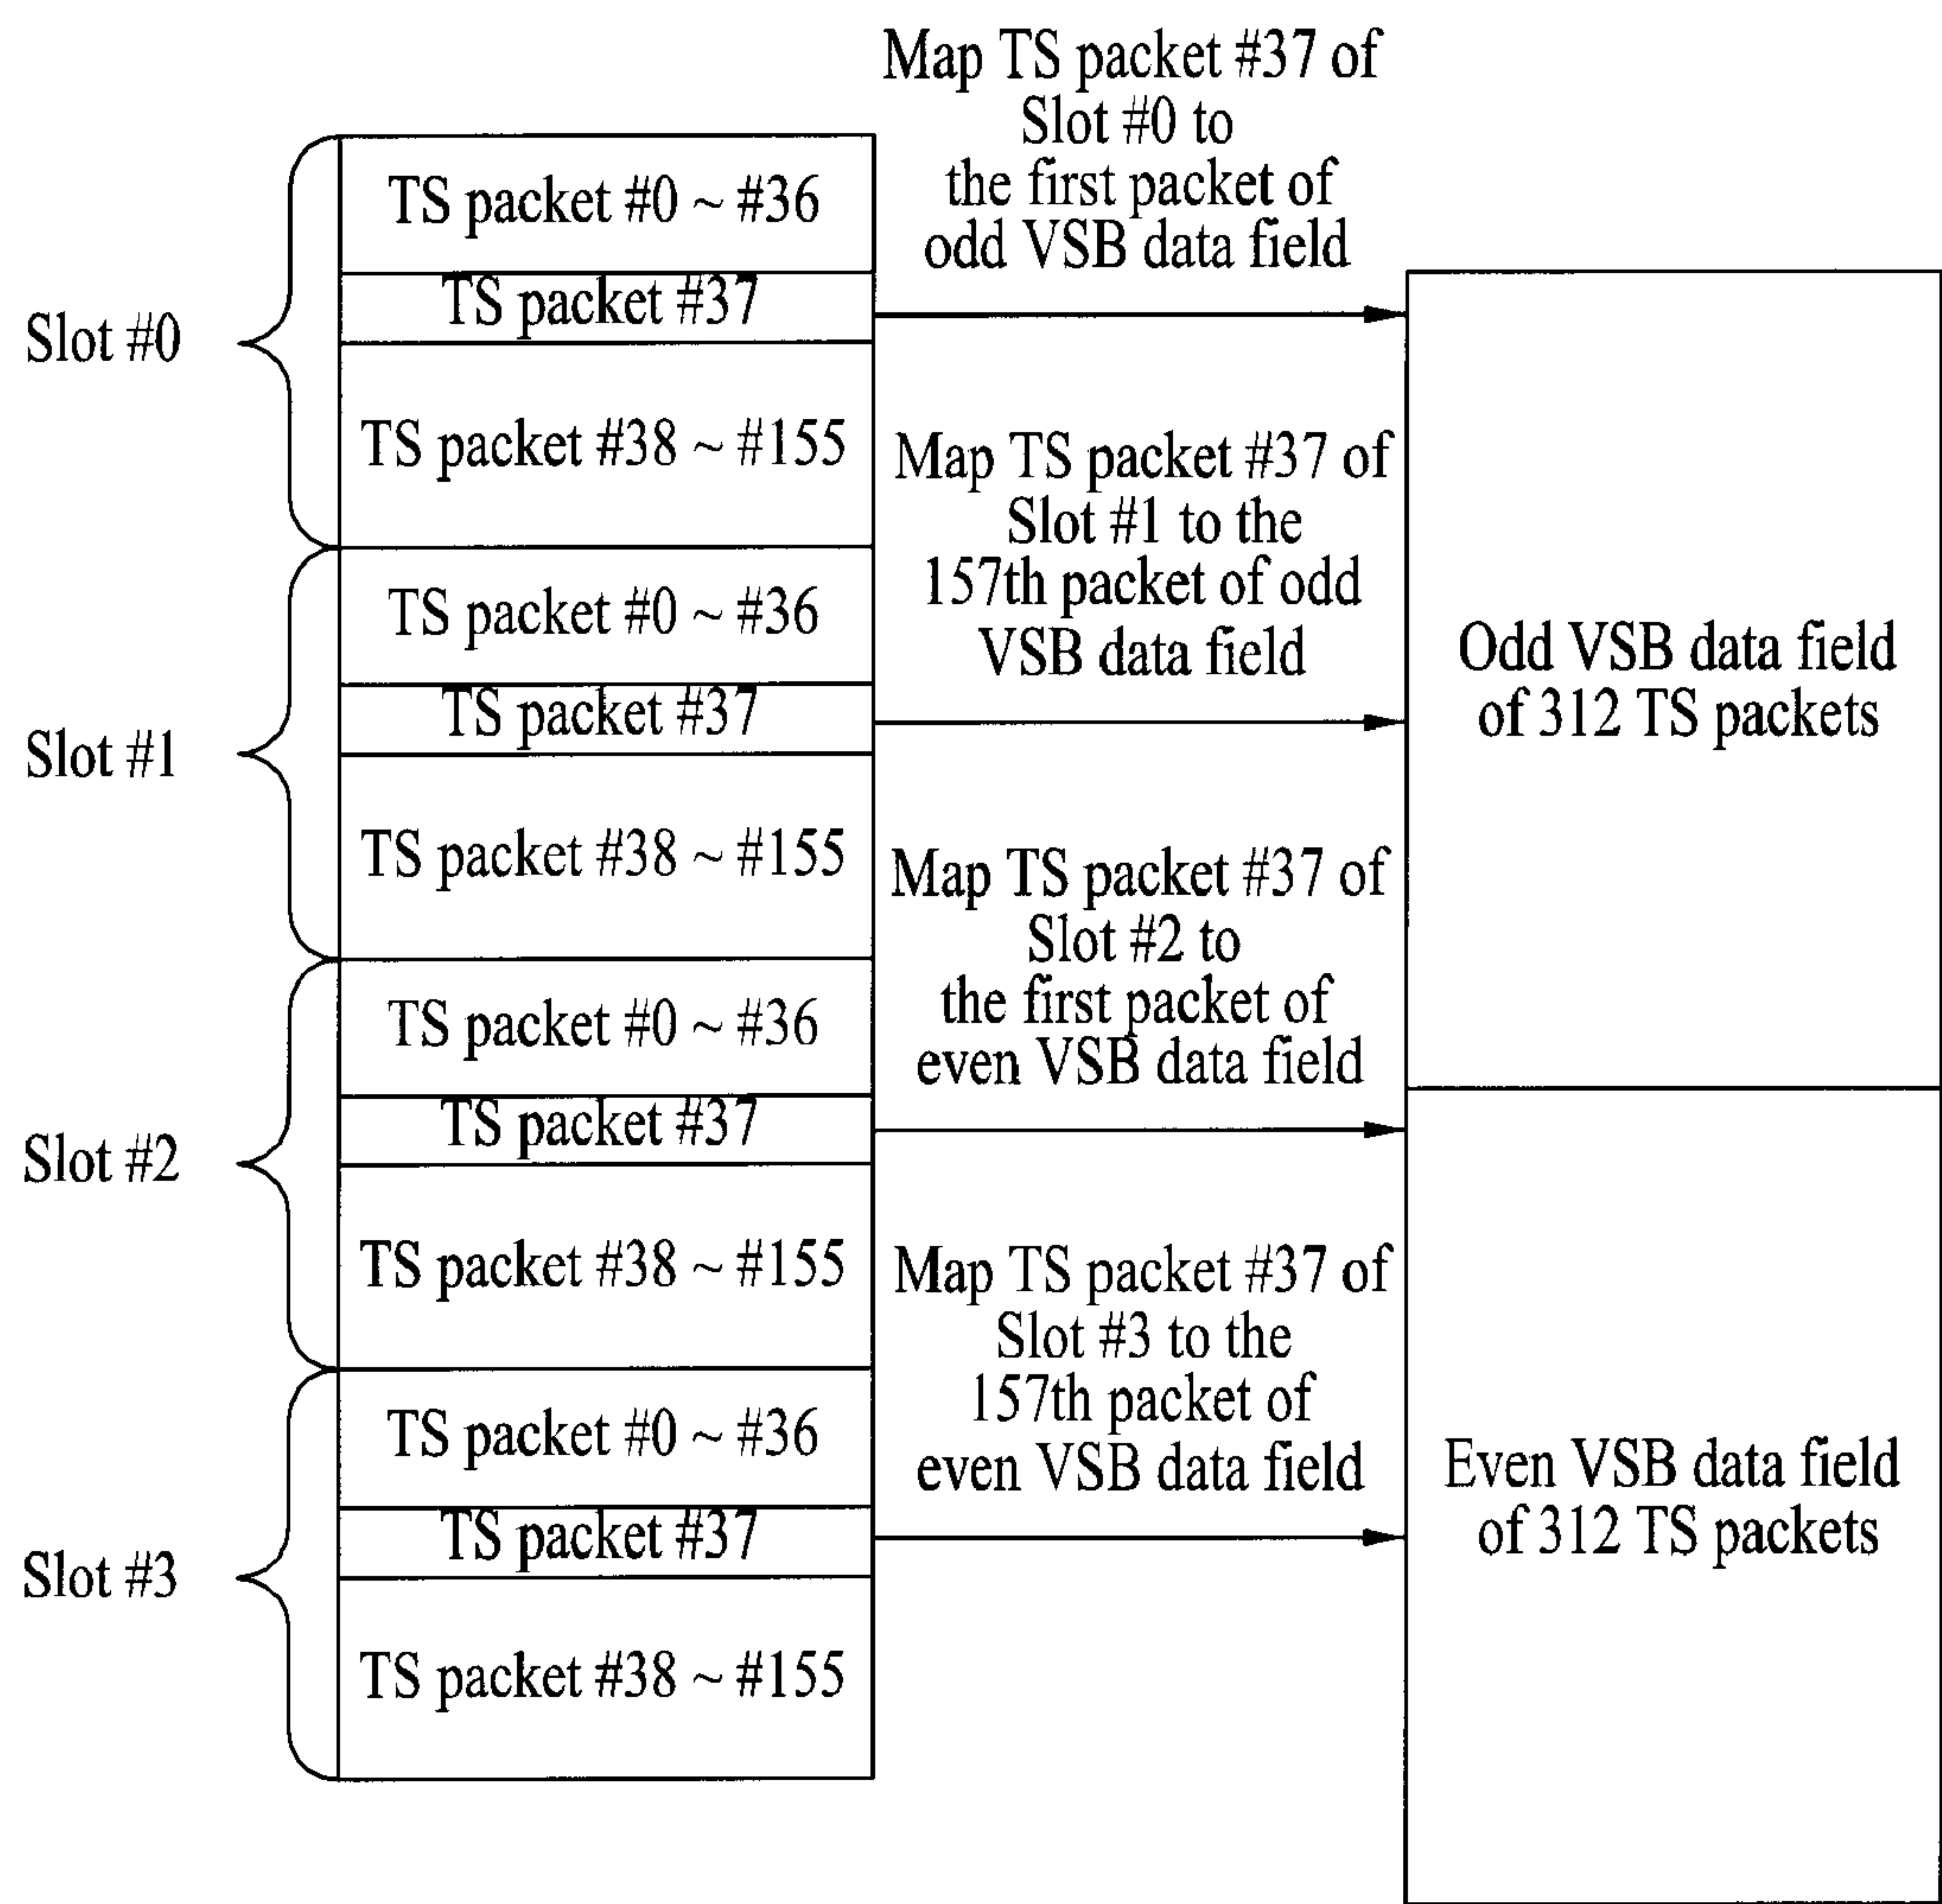 Map TS packet #37 of
Slot #0 to
the first packet of
odd VSB data field
Slot #0
TS packet #0 ~ #36
TS packet #37
TS packet #38 ~ #155
Map TS packet #37 of
Slot #1 to the
157th packet of odd
VSB data field
Slot #1
TS packet #0 ~ #36
TS packet #37
TS packet #38 ~ #155
Odd VSB data field
of 312 TS packets
Map TS packet #37 of
Slot #2 to
the first packet of
even VSB data field
Slot #2
TS packet #0 ~ #36
TS packet #37
TS packet #38 ~ #155
Map TS packet #37 of
Slot #3 to the
157th packet of
even VSB data field
Slot #3
TS packet #0 ~ #36
TS packet #37
TS packet #38 ~ #155
Even VSB data field
of 312 TS packets